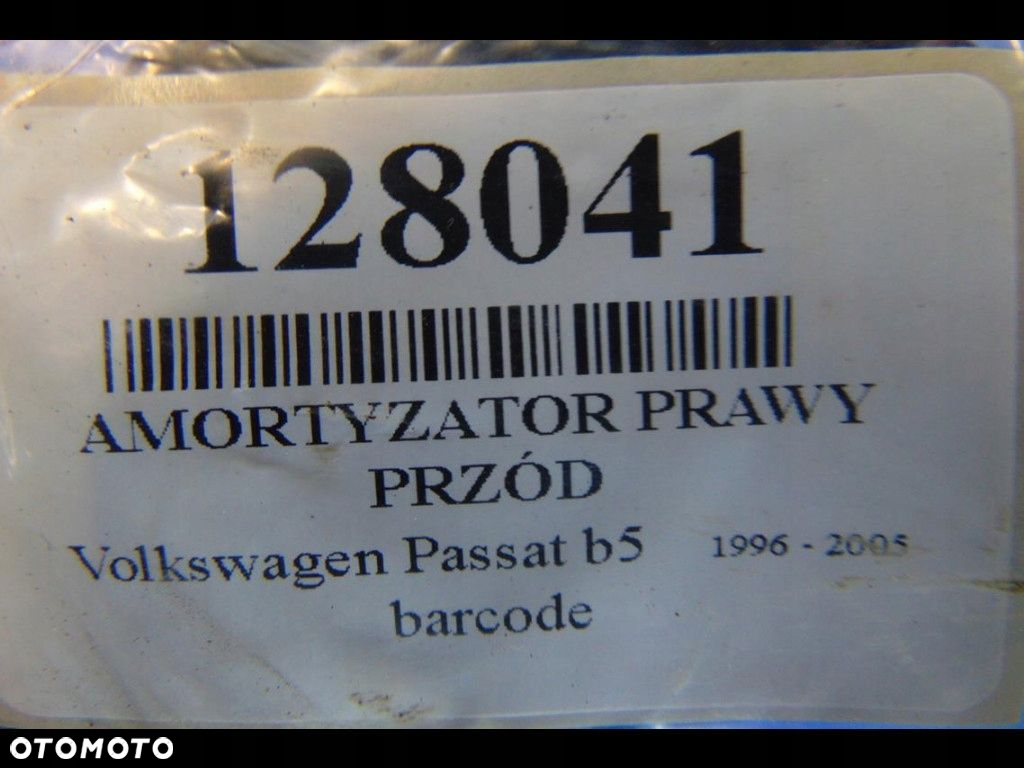 128041
AMORTYZATOR PRAWY
PRZÓD
Volkswagen Passat b5 1996 - 2005
barcode
OTOMOTO